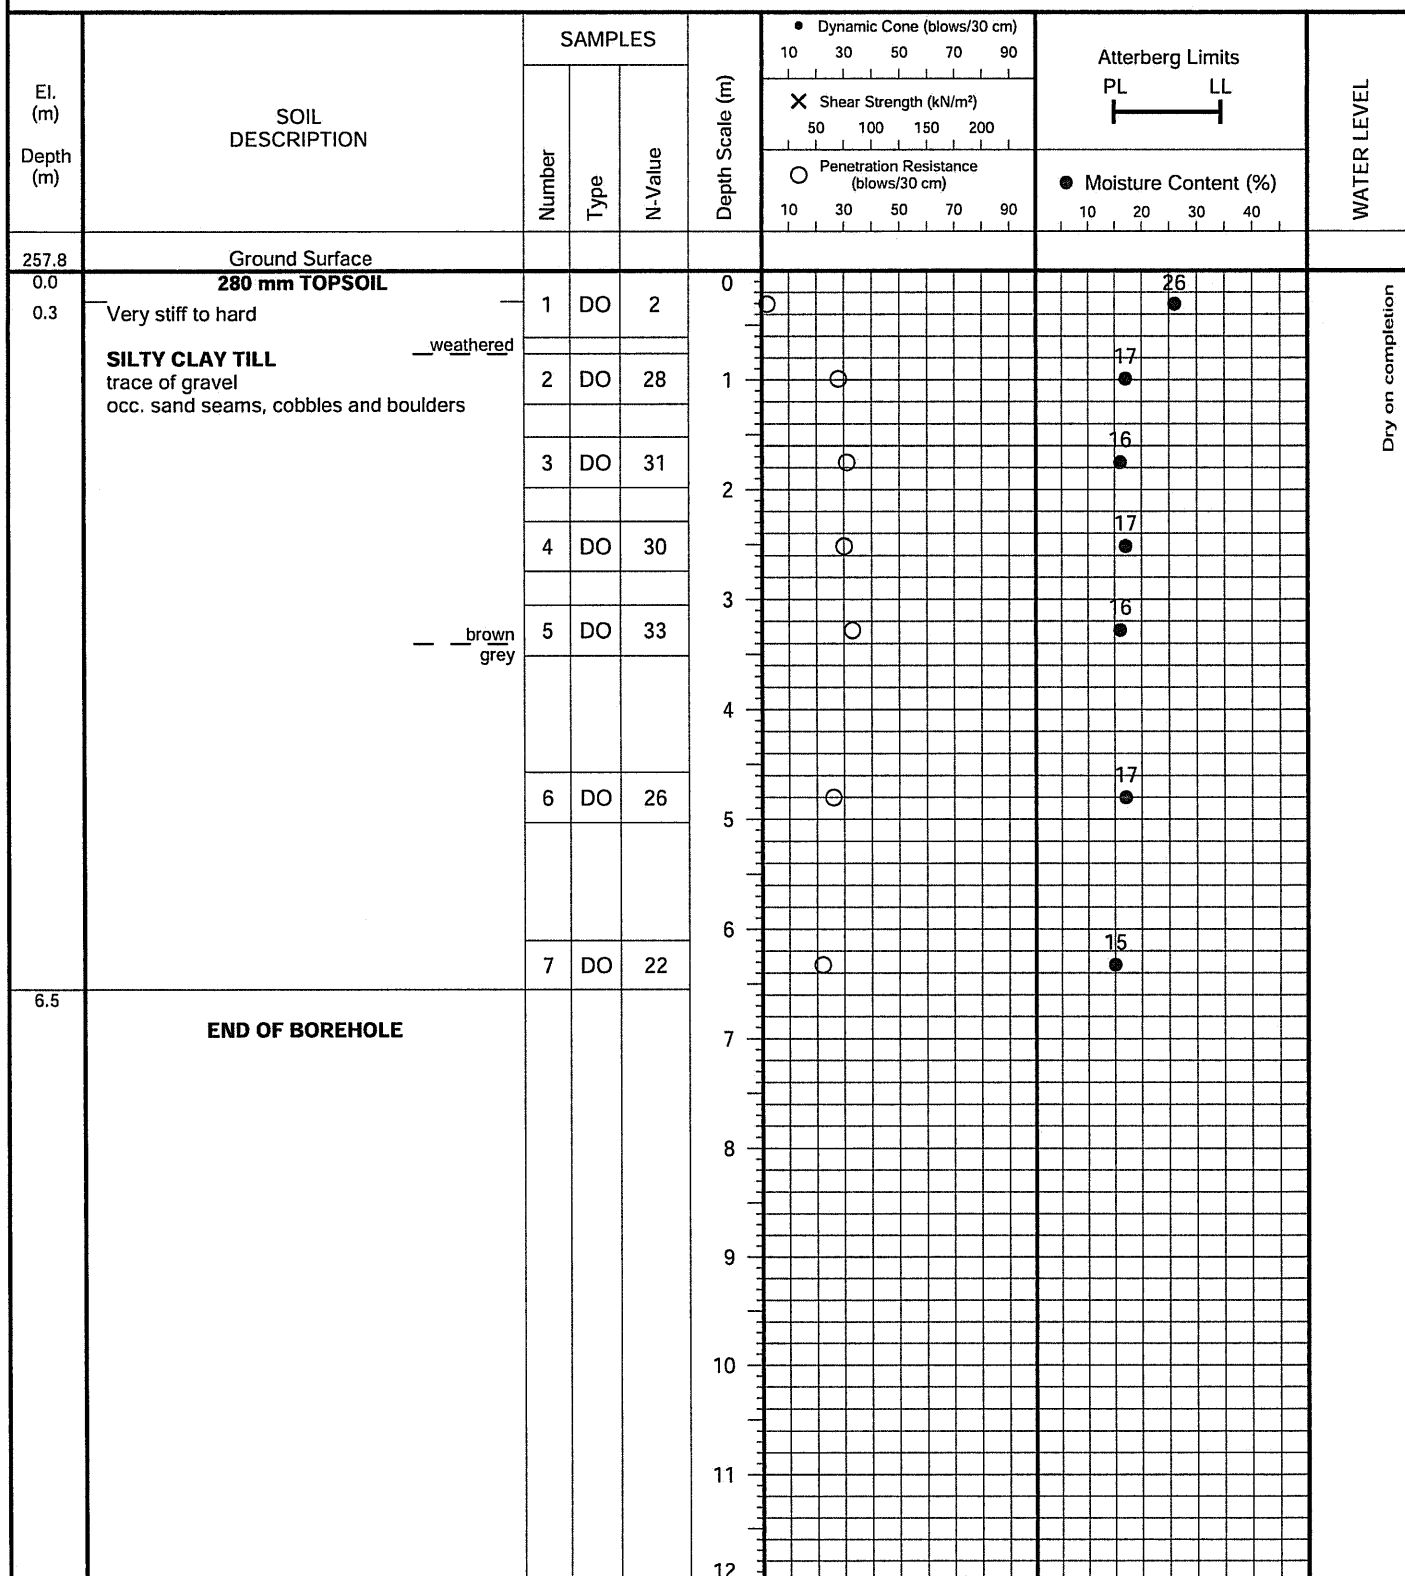 El.
(m)
Depth
(m)
SOIL
DESCRIPTION
SAMPLES
Number
Type
N-Value
Depth Scale (m)
● Dynamic Cone (blows/30 cm)
10 30 50 70 90
✕ Shear Strength (kN/m²)
50 100 150 200
○ Penetration Resistance
(blows/30 cm)
10 30 50 70 90
Atterberg Limits
PL LL
● Moisture Content (%)
10 20 30 40
WATER LEVEL
257.8 Ground Surface
0.0 280 mm TOPSOIL 0
26
0.3 Very stiff to hard 1 DO 2
weathered
SILTY CLAY TILL
17
trace of gravel 2 DO 28 1
occ. sand seams, cobbles and boulders
Dry on completion
16
3 DO 31
2
17
4 DO 30
3
16
brown 5 DO 33
grey
4
17
6 DO 26
5
6
15
7 DO 22
6.5
END OF BOREHOLE
7
8
9
10
11
12